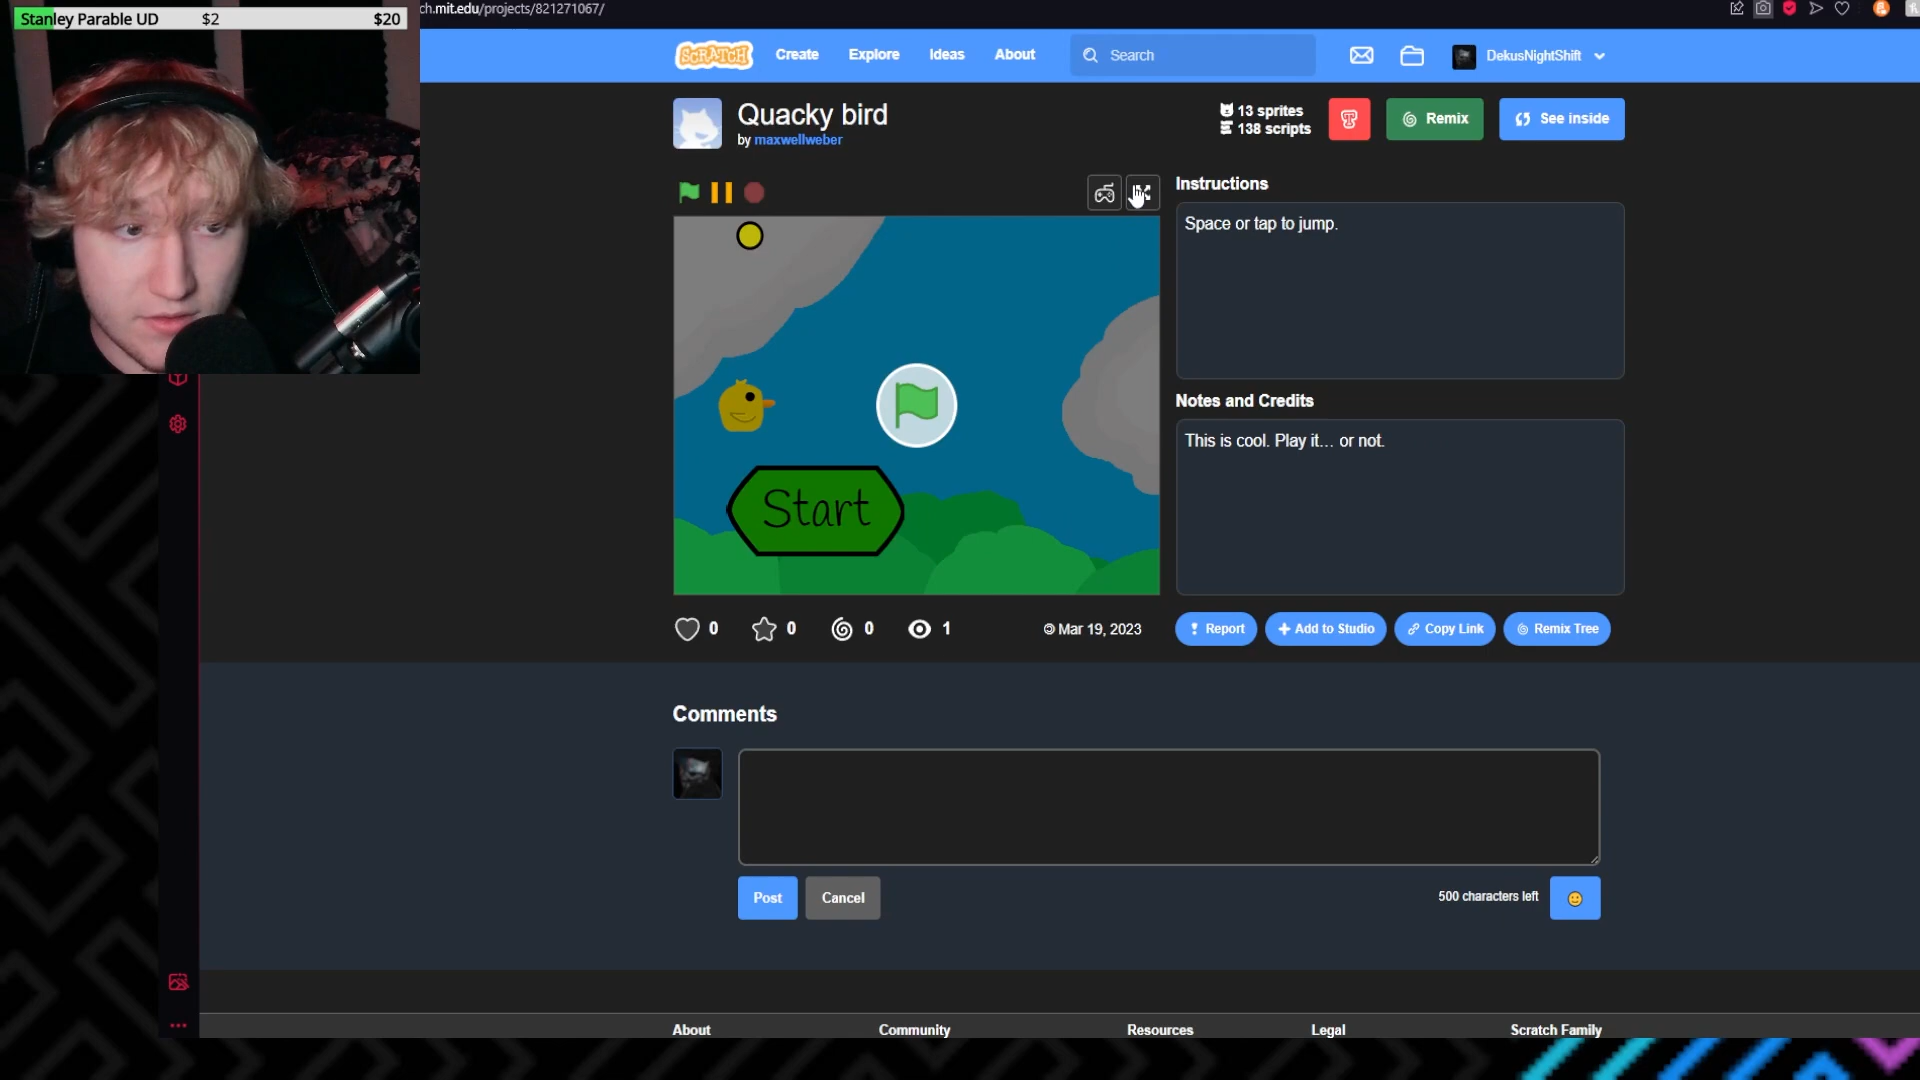 Stanley Parable UD $2 $20
ch.mit.edu/projects/821271067/
SCRATCH Create Explore Ideas About Search DekusNightShift
Quacky bird
by maxwellweber
13 sprites
138 scripts
Remix
See inside
Instructions
Space or tap to jump.
Start
Notes and Credits
This is cool. Play it... or not.
0 0 0 1
Mar 19, 2023
Report Add to Studio Copy Link Remix Tree
Comments
Post Cancel
500 characters left
About Community Resources Legal Scratch Family